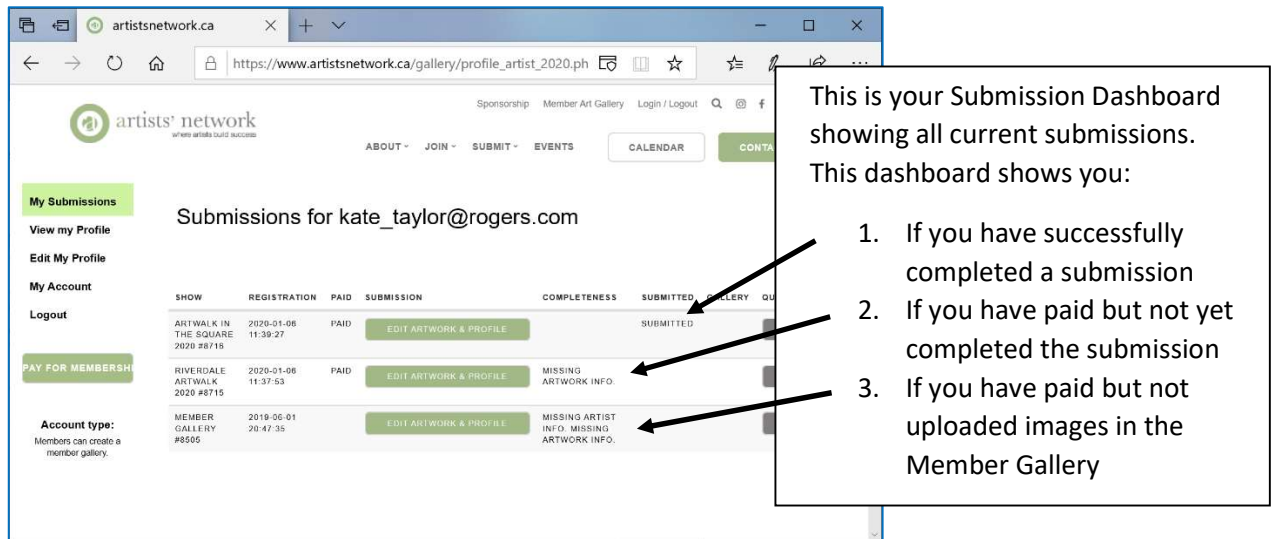 artistsnetwork.ca
https://www.artistsnetwork.ca/gallery/profile_artist_2020.ph
Sponsorship Member Art Gallery Login / Logout
artists' network
where artists build success
ABOUT JOIN SUBMIT EVENTS CALENDAR CONTA
My Submissions
View my Profile
Edit My Profile
My Account
Logout
PAY FOR MEMBERSHI
Account type:
Members can create a
member gallery.
Submissions for kate_taylor@rogers.com
SHOW REGISTRATION PAID SUBMISSION COMPLETENESS SUBMITTED GALLERY QU
ARTWALK IN 2020-01-06 PAID EDIT ARTWORK & PROFILE SUBMITTED
THE SQUARE 11:39:27
2020 #8716
RIVERDALE 2020-01-06 PAID EDIT ARTWORK & PROFILE MISSING
ARTWALK 11:37:53 ARTWORK INFO.
2020 #8715
MEMBER 2019-06-01 EDIT ARTWORK & PROFILE MISSING ARTIST
GALLERY 20:47:35 INFO. MISSING
#8505 ARTWORK INFO.
This is your Submission Dashboard
showing all current submissions.
This dashboard shows you:
1. If you have successfully
completed a submission
2. If you have paid but not yet
completed the submission
3. If you have paid but not
uploaded images in the
Member Gallery